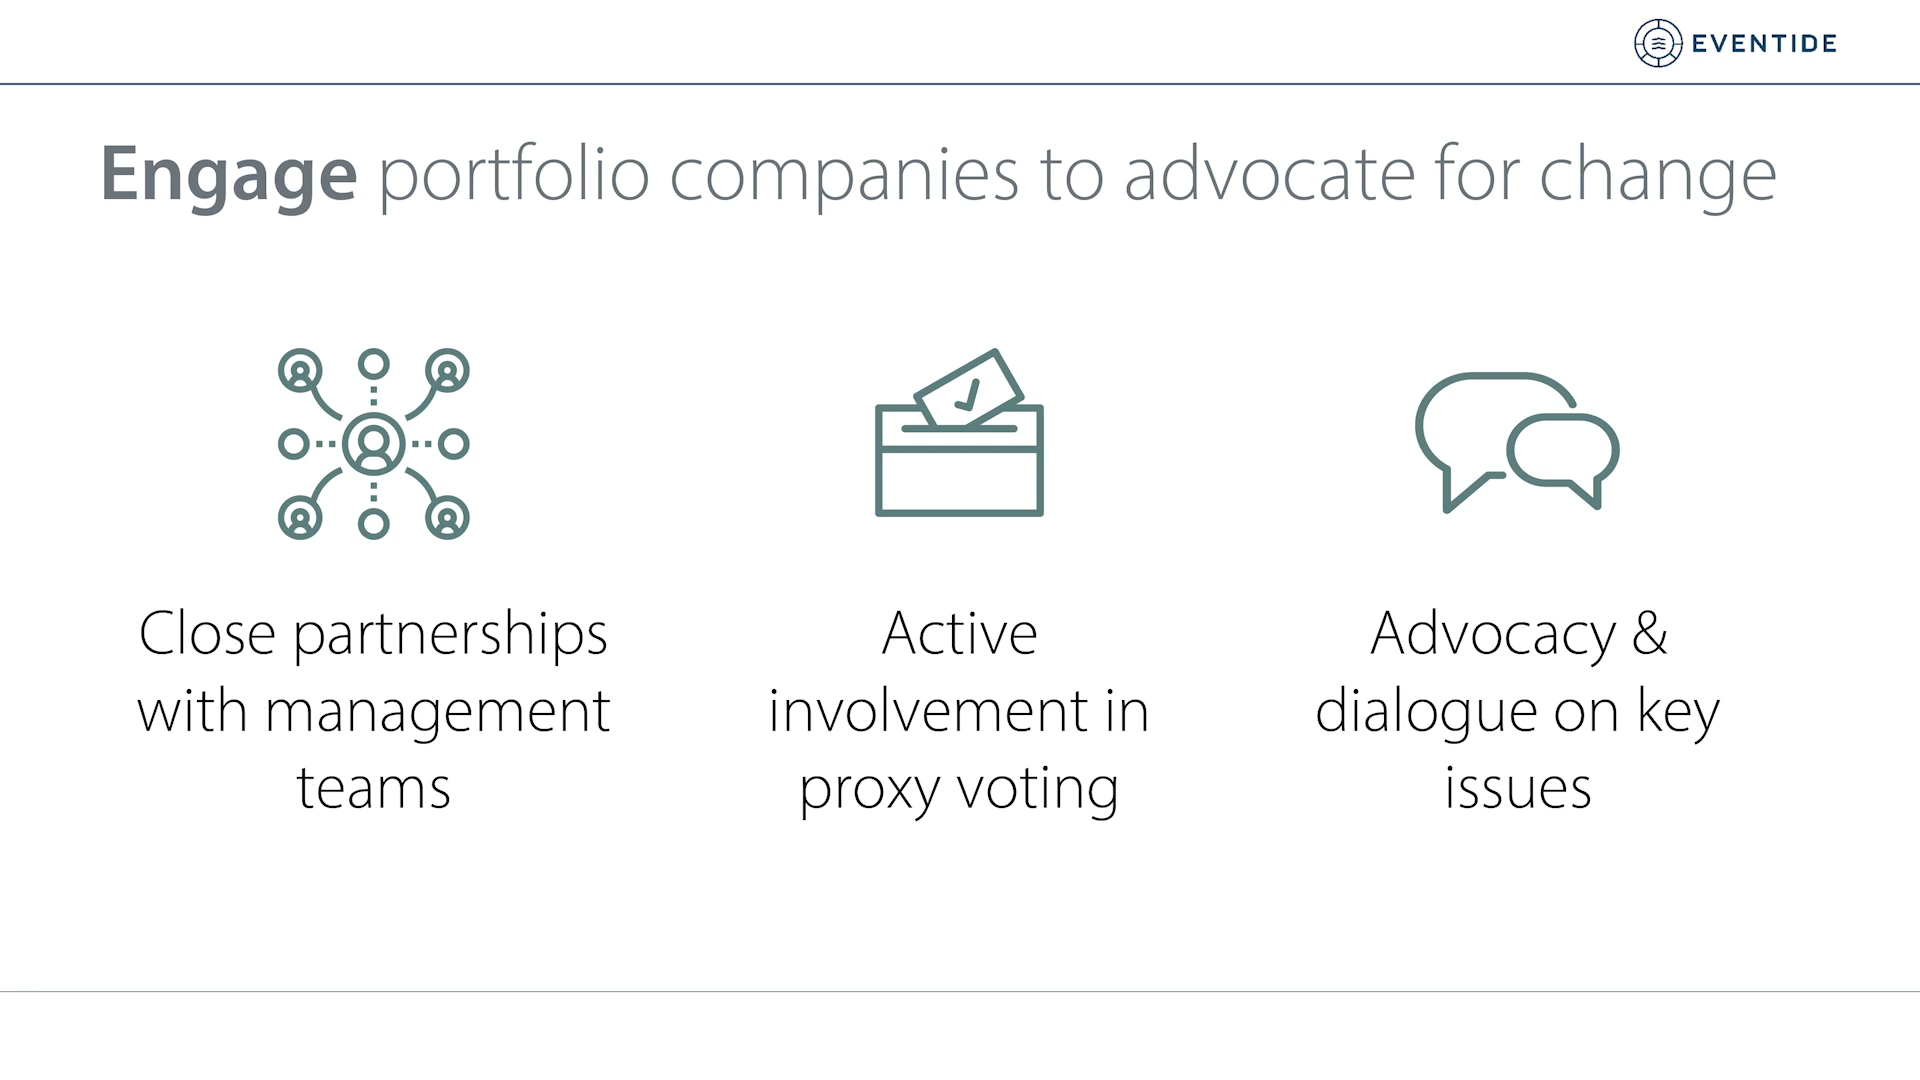 EVENTIDE
Engage portfolio companies to advocate for change
Close partnerships
with management
teams
Active
involvement in
proxy voting
Advocacy &
dialogue on key
issues